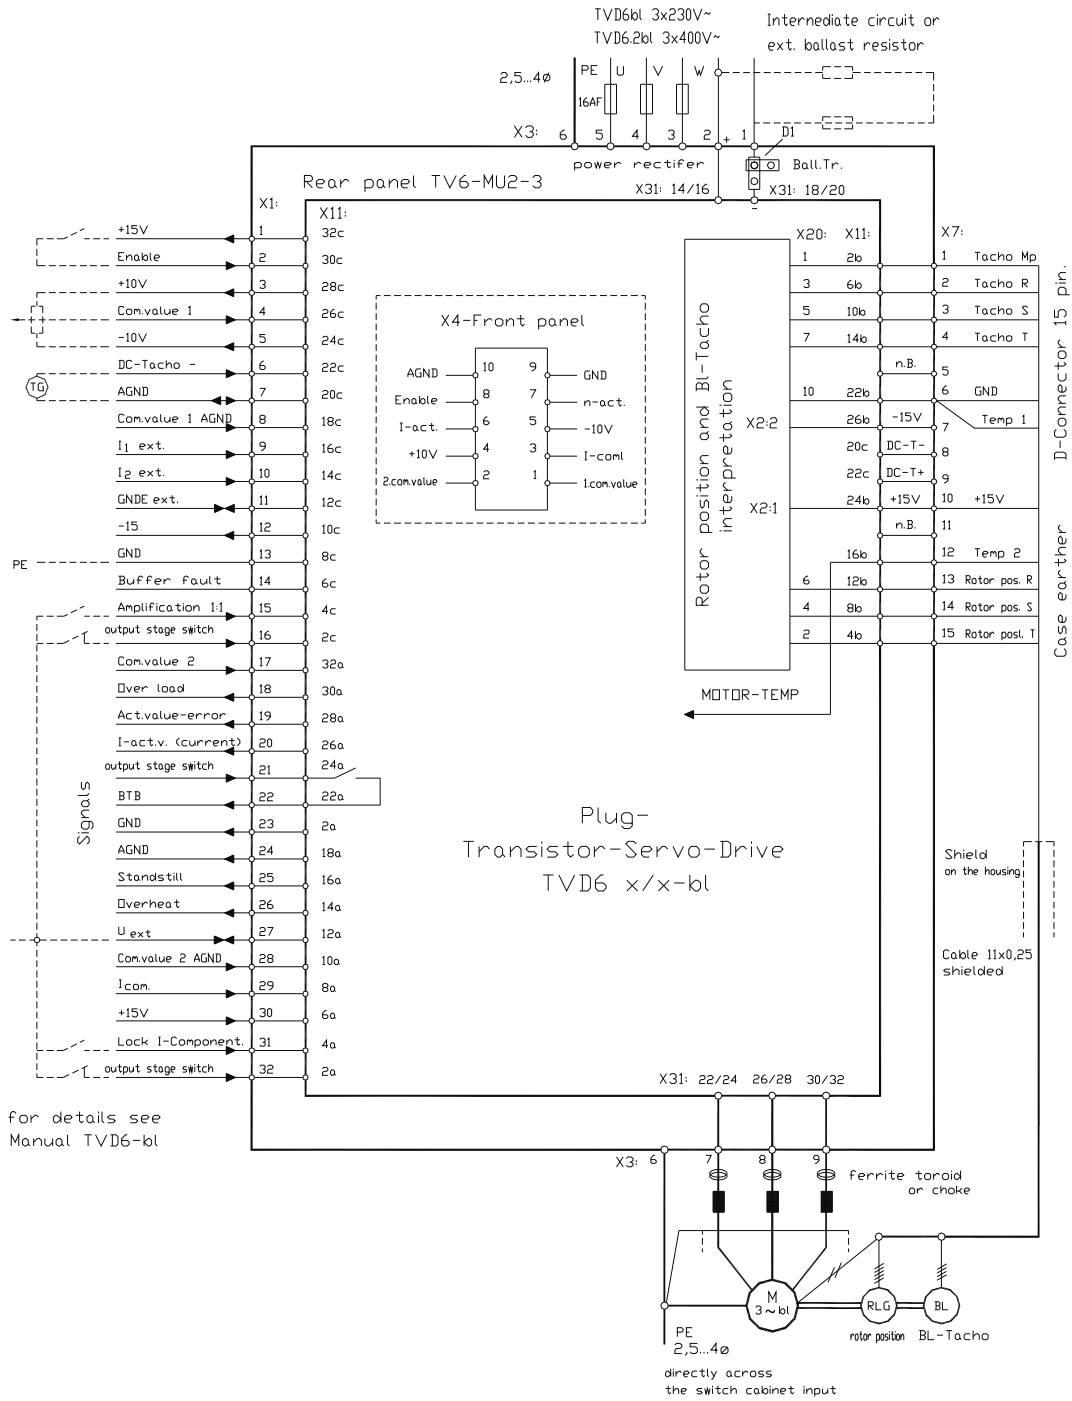 TVD6bl 3x230V~
TVD6.2bl 3x400V~
Internediate circuit or
ext. ballast resistor
2,5...4ø
PE U V W
16AF
X3: 6 5 4 3 2 + 1 D1
power rectifer
Ball.Tr.
Rear panel TV6-MU2-3
X31: 14/16
X31: 18/20
-
X1: X11:
+15V 1 32c
Enable 2 30c
+10V 3 28c
Com.value 1 4 26c
-10V 5 24c
DC-Tacho - 6 22c
TG
AGND 7 20c
Com.value 1 AGND 8 18c
I1 ext. 9 16c
I2 ext. 10 14c
GNDE ext. 11 12c
-15 12 10c
PE GND 13 8c
Buffer fault 14 6c
Amplification 1:1 15 4c
output stage switch 16 2c
Com.value 2 17 32a
Over load 18 30a
Act.value-error 19 28a
I-act.v. (current) 20 26a
output stage switch 21 24a
BTB 22 22a
GND 23 2a
AGND 24 18a
Standstill 25 16a
Overheat 26 14a
U ext 27 12a
Com.value 2 AGND 28 10a
Icom. 29 8a
+15V 30 6a
Lock I-Component. 31 4a
output stage switch 32 2a
Signals
for details see
Manual TVD6-bl
X4-Front panel
AGND 10 9 GND
Enable 8 7 n-act.
I-act. 6 5 -10V
+10V 4 3 I-coml
2.com.value 2 1 1.com.value
Rotor position and Bl-Tacho
interpretation
X2:2
X2:1
X20: X11: X7:
1 2b 1 Tacho Mp
3 6b 2 Tacho R
5 10b 3 Tacho S
7 14b 4 Tacho T
n.B. 5
10 22b 6 GND
26b -15V 7 Temp 1
20c DC-T- 8
22c DC-T+ 9
24b +15V 10 +15V
n.B. 11
16b 12 Temp 2
6 12b 13 Rotor pos. R
4 8b 14 Rotor pos. S
2 4b 15 Rotor posl. T
MOTOR-TEMP
D-Connector 15 pin.
Case earther
Plug-
Transistor-Servo-Drive
TVD6 x/x-bl
Shield
on the housing
Cable 11x0,25
shielded
X31: 22/24 26/28 30/32
X3: 6 7 8 9
ferrite toroid
or choke
M
3~bl
RLG
BL
rotor position
BL-Tacho
PE
2,5...4ø
directly across
the switch cabinet input